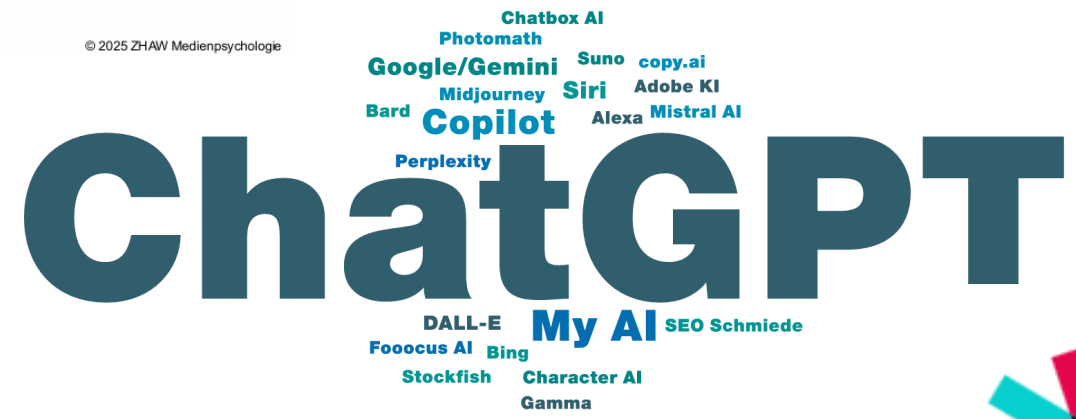 Chatbox AI
© 2025 ZHAW Medienpsychologie
Photomath
Suno
copy.ai
Google/Gemini
Siri
Adobe KI
Midjourney
Bard
Alexa
Mistral AI
Copilot
Perplexity
ChatGPT
DALL-E
My AI
SEO Schmiede
Fooocus AI
Bing
Stockfish
Character AI
Gamma